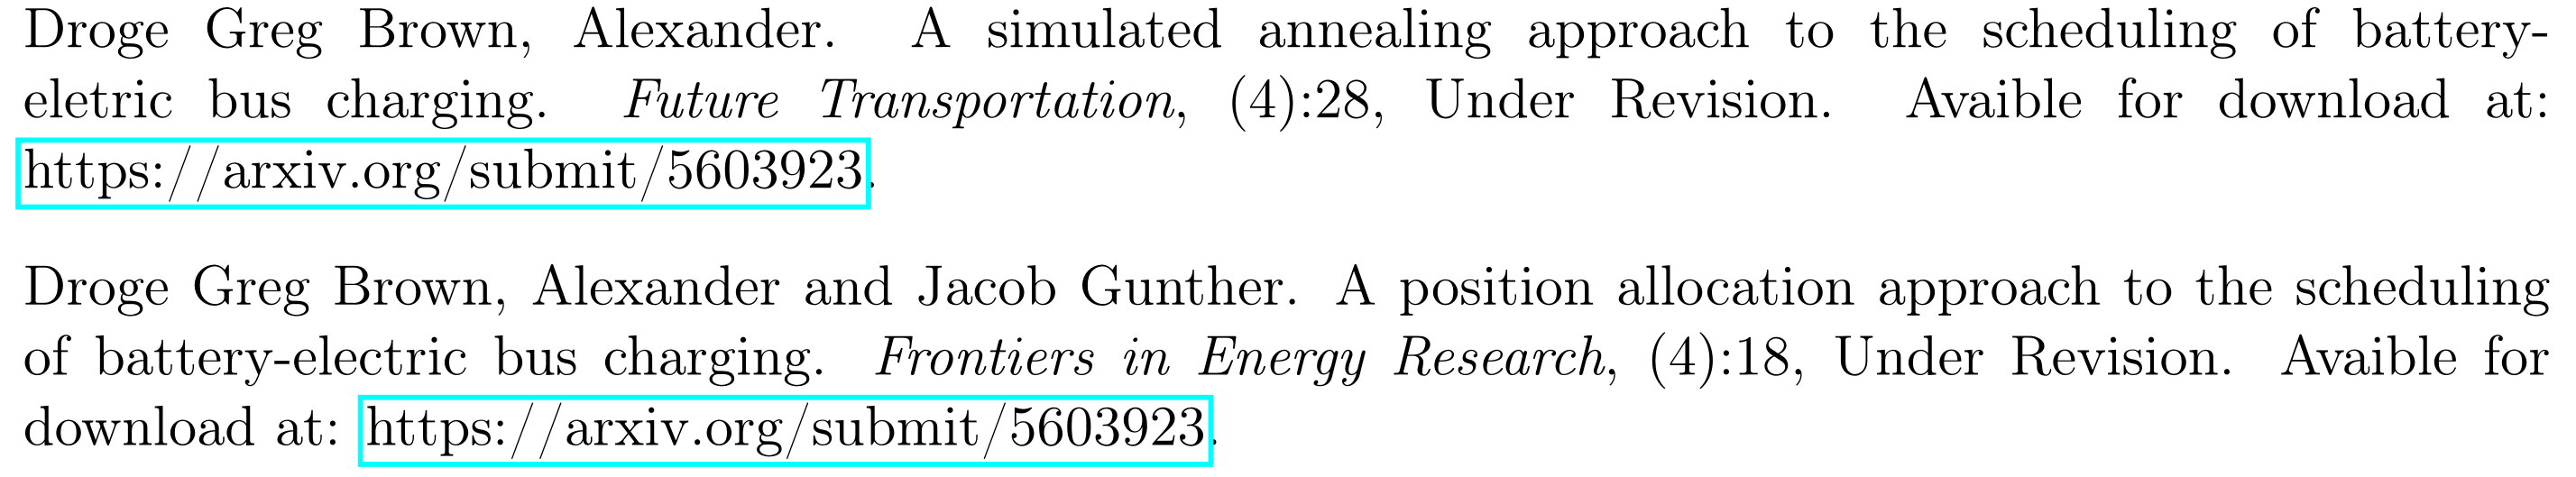 Droge Greg Brown, Alexander. A simulated annealing approach to the scheduling of battery-
eletric bus charging. Future Transportation, (4):28, Under Revision. Avaible for download at:
https://arxiv.org/submit/5603923.
Droge Greg Brown, Alexander and Jacob Gunther. A position allocation approach to the scheduling
of battery-electric bus charging. Frontiers in Energy Research, (4):18, Under Revision. Avaible for
download at: https://arxiv.org/submit/5603923.